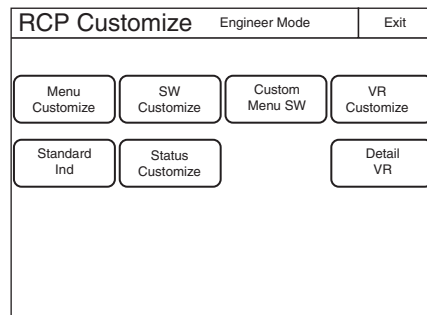 RCP Customize Engineer Mode Exit
Menu SW Custom VR
Customize Customize Menu SW Customize
Standard Status Detail
Ind Customize VR